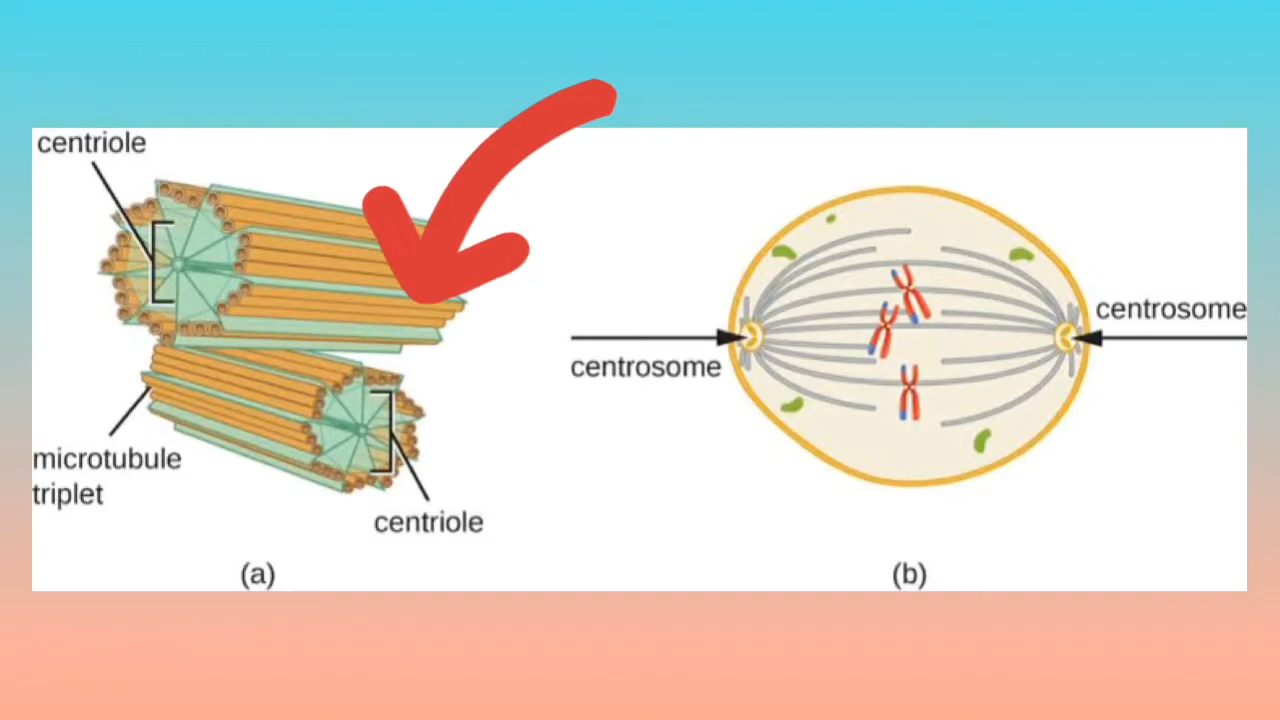 centriole
microtubule
triplet
centriole
(a)
centrosome
centrosome
(b)